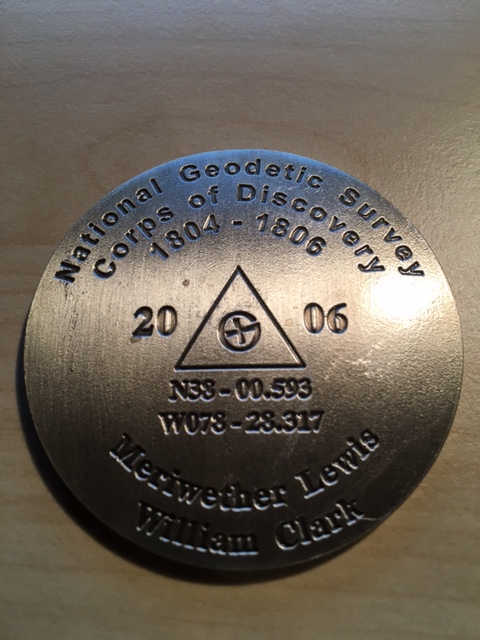 National Geodetic Survey
Corps of Discovery
1804 - 1806
20 06
N38 - 00.593
W078 - 28.317
Meriwether Lewis
William Clark